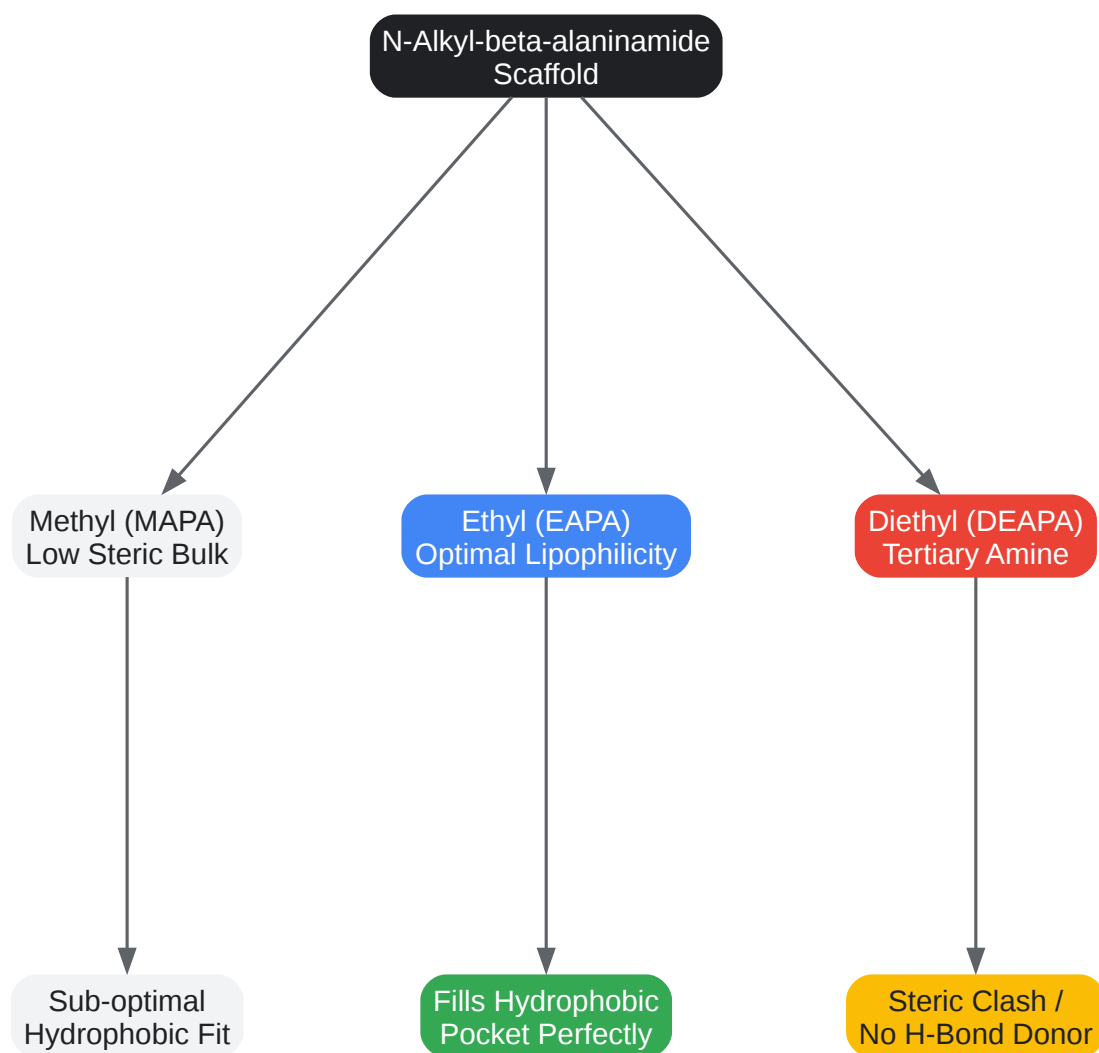 N-Alkyl-beta-alaninamide
Scaffold
Methyl (MAPA)
Low Steric Bulk
Ethyl (EAPA)
Optimal Lipophilicity
Diethyl (DEAPA)
Tertiary Amine
Sub-optimal
Hydrophobic Fit
Fills Hydrophobic
Pocket Perfectly
Steric Clash /
No H-Bond Donor